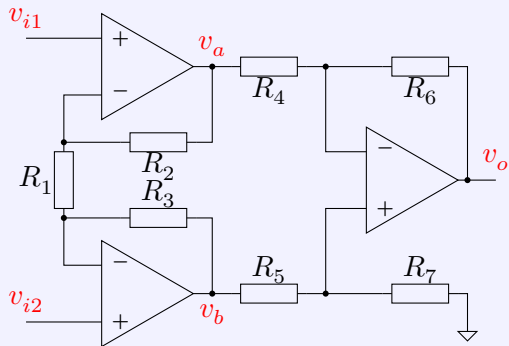 v_{i1}
+
−
v_a
R_4
R_6
R_2
R_1
R_3
−
+
v_o
−
+
v_{i2}
v_b
R_5
R_7